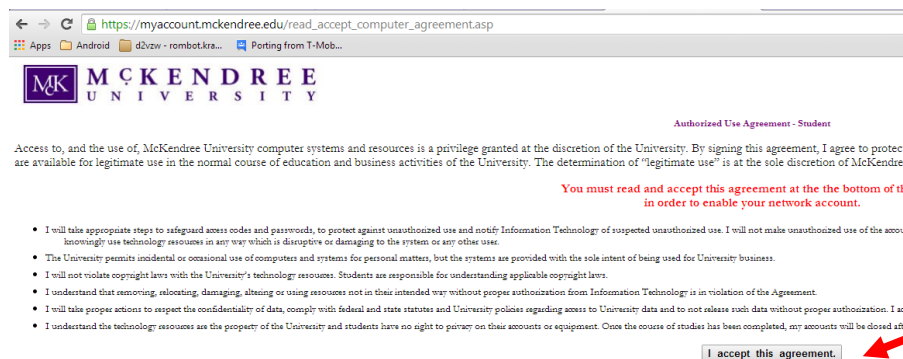 https://myaccount.mckendree.edu/read_accept_computer_agreement.asp
Apps Android d2vzw - rombot.kra... Porting from T-Mob...
MK McKENDREE
UNIVERSITY
Authorized Use Agreement - Student
Access to, and the use of, McKendree University computer systems and resources is a privilege granted at the discretion of the University. By signing this agreement, I agree to protec
are available for legitimate use in the normal course of education and business activities of the University. The determination of “legitimate use” is at the sole discretion of McKendre
You must read and accept this agreement at the the bottom of th
in order to enable your network account.
• I will take appropriate steps to safeguard access codes and passwords, to protect against unauthorized use and notify Information Technology of suspected unauthorized use. I will not make unauthorized use of the accou
knowingly use technology resources in any way which is disruptive or damaging to the system or any other user.
• The University permits incidental or occasional use of computers and systems for personal matters, but the systems are provided with the sole intent of being used for University business.
• I will not violate copyright laws with the University's technology resources. Students are responsible for understanding applicable copyright laws.
• I understand that removing, relocating, damaging, altering or using resources not in their intended way without proper authorization from Information Technology is in violation of the Agreement.
• I will take proper actions to respect the confidentiality of data, comply with federal and state statutes and University policies regarding access to University data and to not release such data without proper authorization. I a
• I understand the technology resources are the property of the University and students have no right to privacy on their accounts or equipment. Once the course of studies has been completed, my accounts will be closed aft
I accept this agreement.